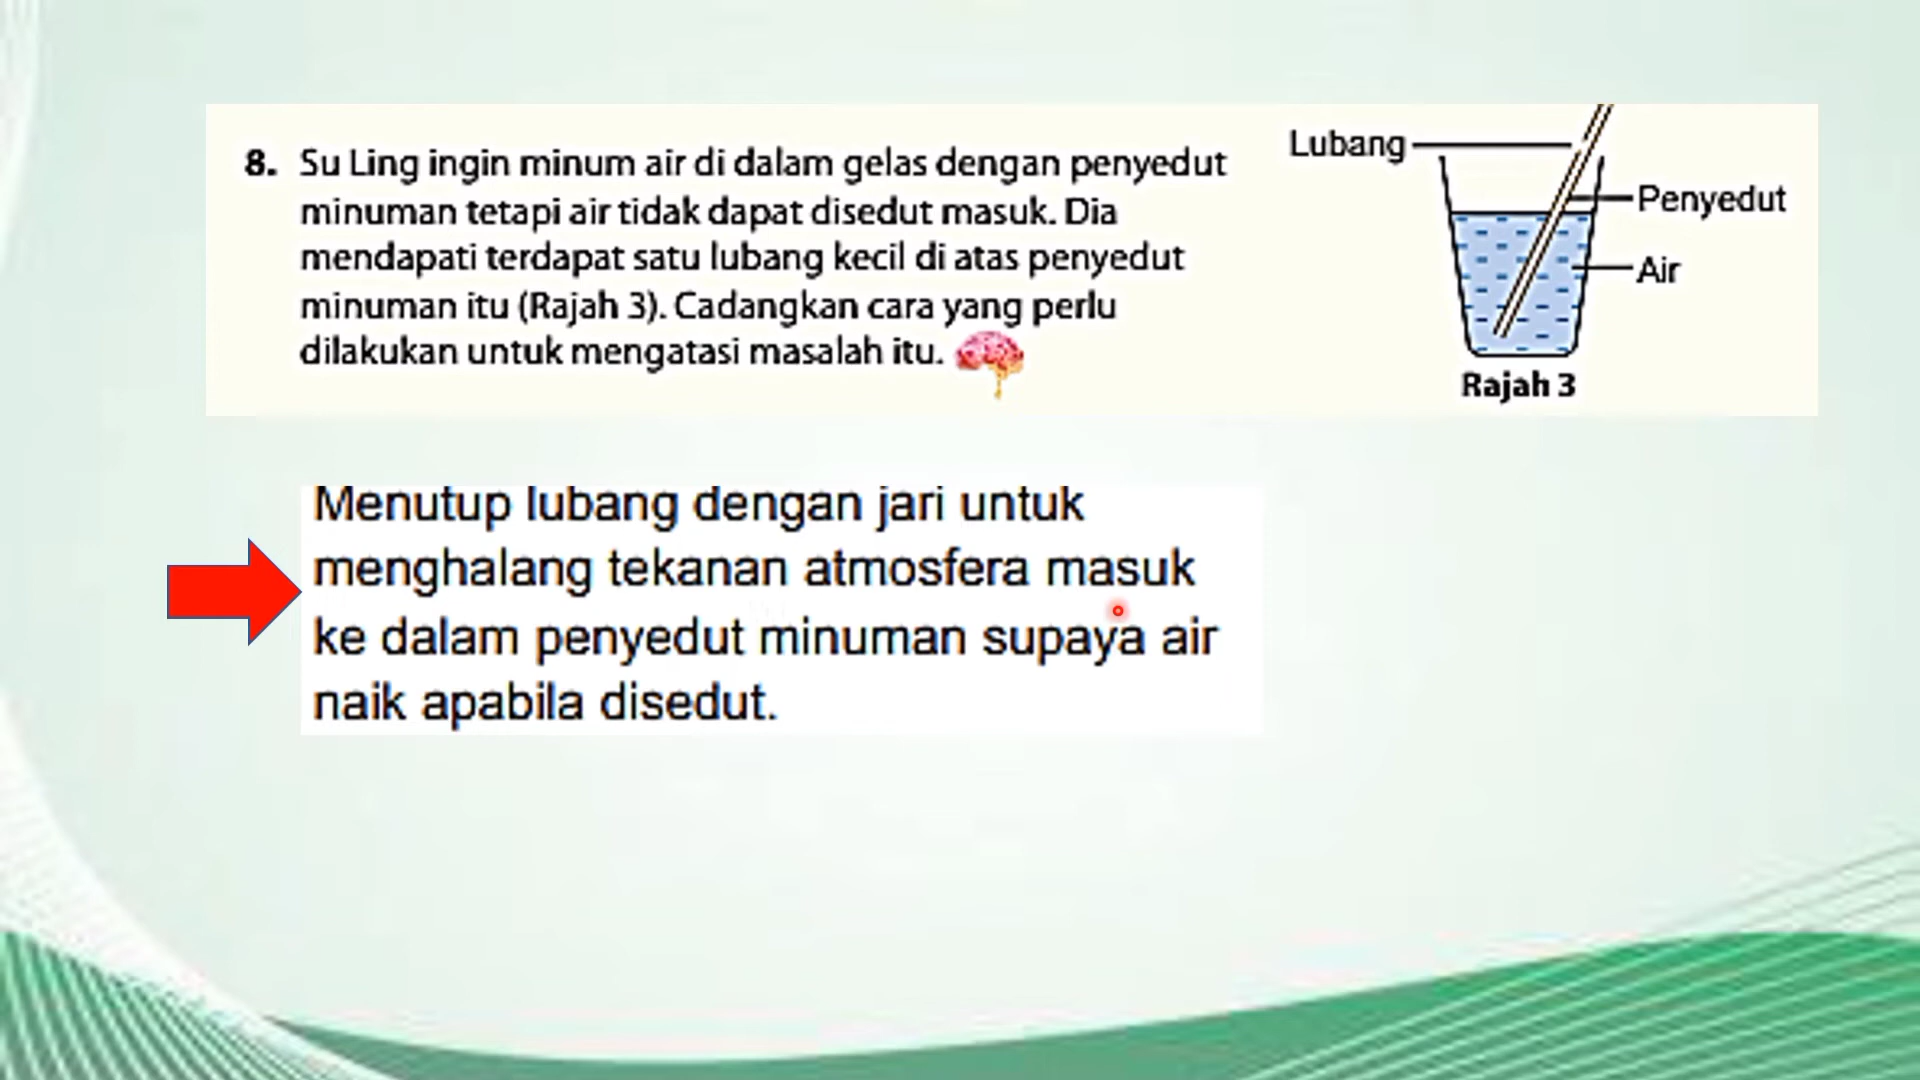 8. Su Ling ingin minum air di dalam gelas dengan penyedut
minuman tetapi air tidak dapat disedut masuk. Dia
mendapati terdapat satu lubang kecil di atas penyedut
minuman itu (Rajah 3). Cadangkan cara yang perlu
dilakukan untuk mengatasi masalah itu.
Lubang
Penyedut
Air
Rajah 3
Menutup lubang dengan jari untuk
menghalang tekanan atmosfera masuk
ke dalam penyedut minuman supaya air
naik apabila disedut.